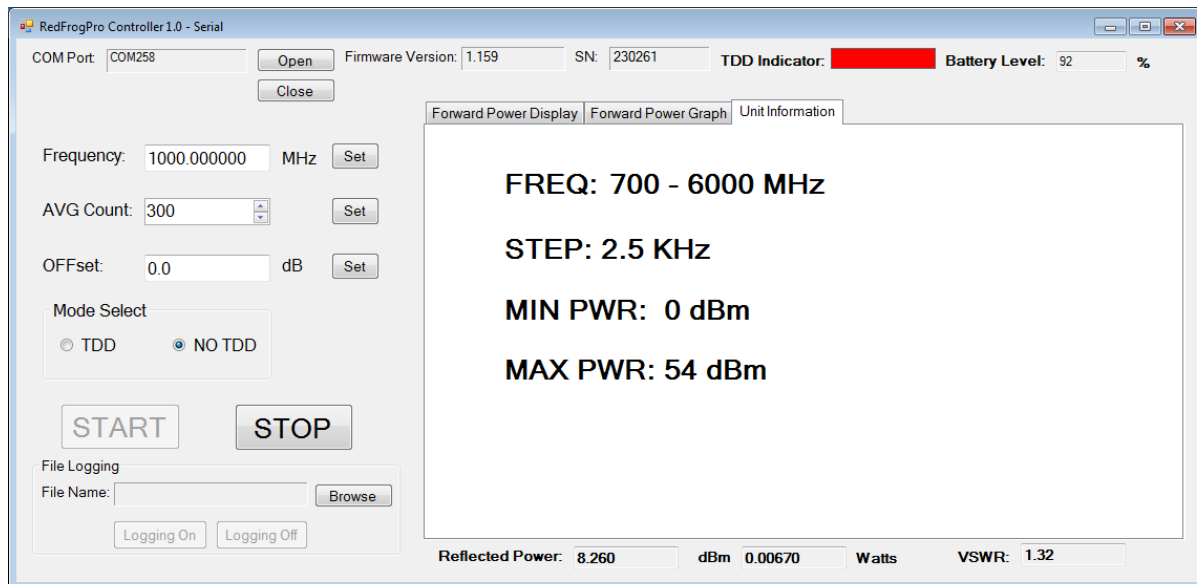 RedFrogPro Controller 1.0 - Serial
COM Port: COM258 Open Firmware Version: 1.159 SN: 230261 TDD Indicator: Battery Level: 92 %
Close
Forward Power Display Forward Power Graph Unit Information
Frequency: 1000.000000 MHz Set
FREQ: 700 - 6000 MHz
AVG Count: 300 Set
STEP: 2.5 KHz
OFFset: 0.0 dB Set
Mode Select
MIN PWR: 0 dBm
TDD NO TDD
MAX PWR: 54 dBm
START STOP
File Logging
File Name: Browse
Logging On Logging Off
Reflected Power: 8.260 dBm 0.00670 Watts VSWR: 1.32